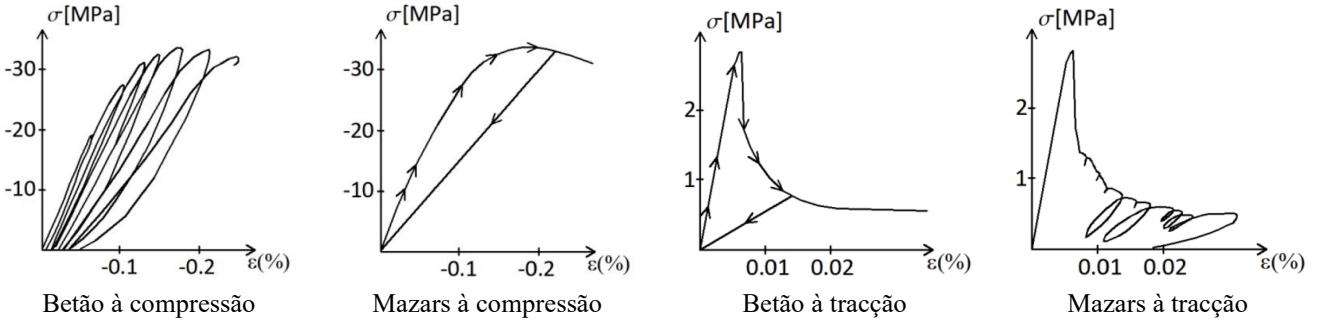 σ[MPa]
-30
-20
-10
-0.1
-0.2
ε(%)
Betão à compressão
σ[MPa]
-30
-20
-10
-0.1
-0.2
ε(%)
Mazars à compressão
σ[MPa]
2
1
0.01
0.02
ε(%)
Betão à tracção
σ[MPa]
2
1
0.01
0.02
ε(%)
Mazars à tracção